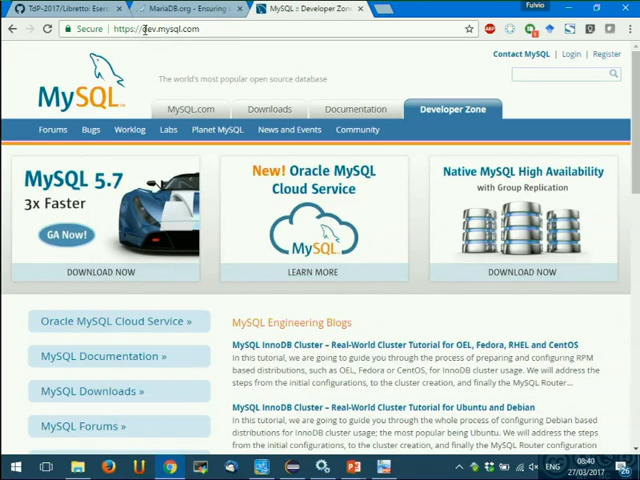 Fulvio
TdP-2017/Libretto: Eserc
MariaDB.org - Ensuring
MySQL :: Developer Zone
Secure
https://dev.mysql.com
Contact MySQL | Login | Register
MySQL
The world's most popular open source database
MySQL.com
Downloads
Documentation
Developer Zone
Forums
Bugs
Worklog
Labs
Planet MySQL
News and Events
Community
MySQL 5.7
3x Faster
GA Now!
DOWNLOAD NOW
New! Oracle MySQL
Cloud Service
MySQL
LEARN MORE
Native MySQL High Availability
with Group Replication
DOWNLOAD NOW
Oracle MySQL Cloud Service »
MySQL Documentation »
MySQL Downloads »
MySQL Forums »
MySQL Engineering Blogs
MySQL InnoDB Cluster – Real-World Cluster Tutorial for OEL, Fedora, RHEL and CentOS
In this tutorial, we are going to guide you through the process of preparing and configuring RPM
based distributions, such as OEL, Fedora or CentOS, for InnoDB cluster usage. We will address the
steps from the initial configurations, to the cluster creation, and finally the MySQL Router...
MySQL InnoDB Cluster – Real-World Cluster Tutorial for Ubuntu and Debian
In this tutorial, we are going to guide you through the whole process of configuring Debian based
distributions for InnoDB cluster usage; the most popular being Ubuntu. We will address the
steps from the initial configurations, to the cluster creation, and finally the MySQL Router
ENG
08:40
27/03/2017
26